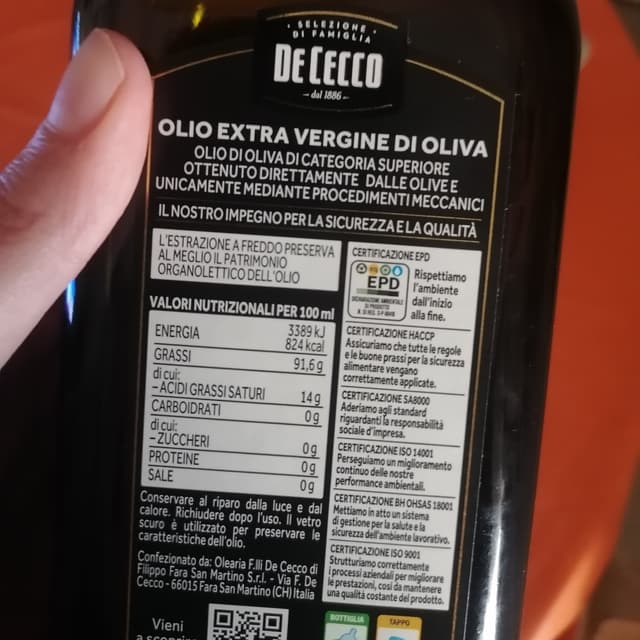 SELEZIONE
DI FAMIGLIA
DE CECCO
dal 1886
OLIO EXTRA VERGINE DI OLIVA
OLIO DI OLIVA DI CATEGORIA SUPERIORE
OTTENUTO DIRETTAMENTE DALLE OLIVE E
UNICAMENTE MEDIANTE PROCEDIMENTI MECCANICI
IL NOSTRO IMPEGNO PER LA SICUREZZA E LA QUALITÀ
L'ESTRAZIONE A FREDDO PRESERVA
AL MEGLIO IL PATRIMONIO
ORGANOLETTICO DELL'OLIO
VALORI NUTRIZIONALI PER 100 ml
ENERGIA 3389 kJ
824 kcal
GRASSI 91,6 g
di cui:
– ACIDI GRASSI SATURI 14 g
CARBOIDRATI 0 g
di cui:
– ZUCCHERI 0g
PROTEINE 0g
SALE 0g
Conservare al riparo dalla luce e dal
calore. Richiudere dopo l'uso. Il vetro
scuro è utilizzato per preservare le
caratteristiche dell'olio.
Confezionato da: Olearia F.lli De Cecco di
Filippo Fara San Martino S.r.l. - Via F. De
Cecco - 66015 Fara San Martino (CH) Italia
Vieni
a scoprire
CERTIFICAZIONE EPD
EPD
DICHIARAZIONE AMBIENTALE
DI PRODOTTO
Rispettiamo
l'ambiente
dall'inizio
alla fine.
CERTIFICAZIONE HACCP
Assicuriamo che tutte le regole
e le buone prassi per la sicurezza
alimentare vengano
correttamente applicate.
CERTIFICAZIONE SA8000
Aderiamo agli standard
riguardanti la responsabilità
sociale d'impresa.
CERTIFICAZIONE ISO 14001
Perseguiamo un miglioramento
continuo delle nostre
performance ambientali.
CERTIFICAZIONE BH OHSAS 18001
Mettiamo in atto un sistema
di gestione per la salute e la
sicurezza dell'ambiente lavorativo.
CERTIFICAZIONE ISO 9001
Strutturiamo correttamente
i processi aziendali per migliorare
le prestazioni, così da mantenere
una qualità costante del prodotto.
BOTTIGLIA
TAPPO